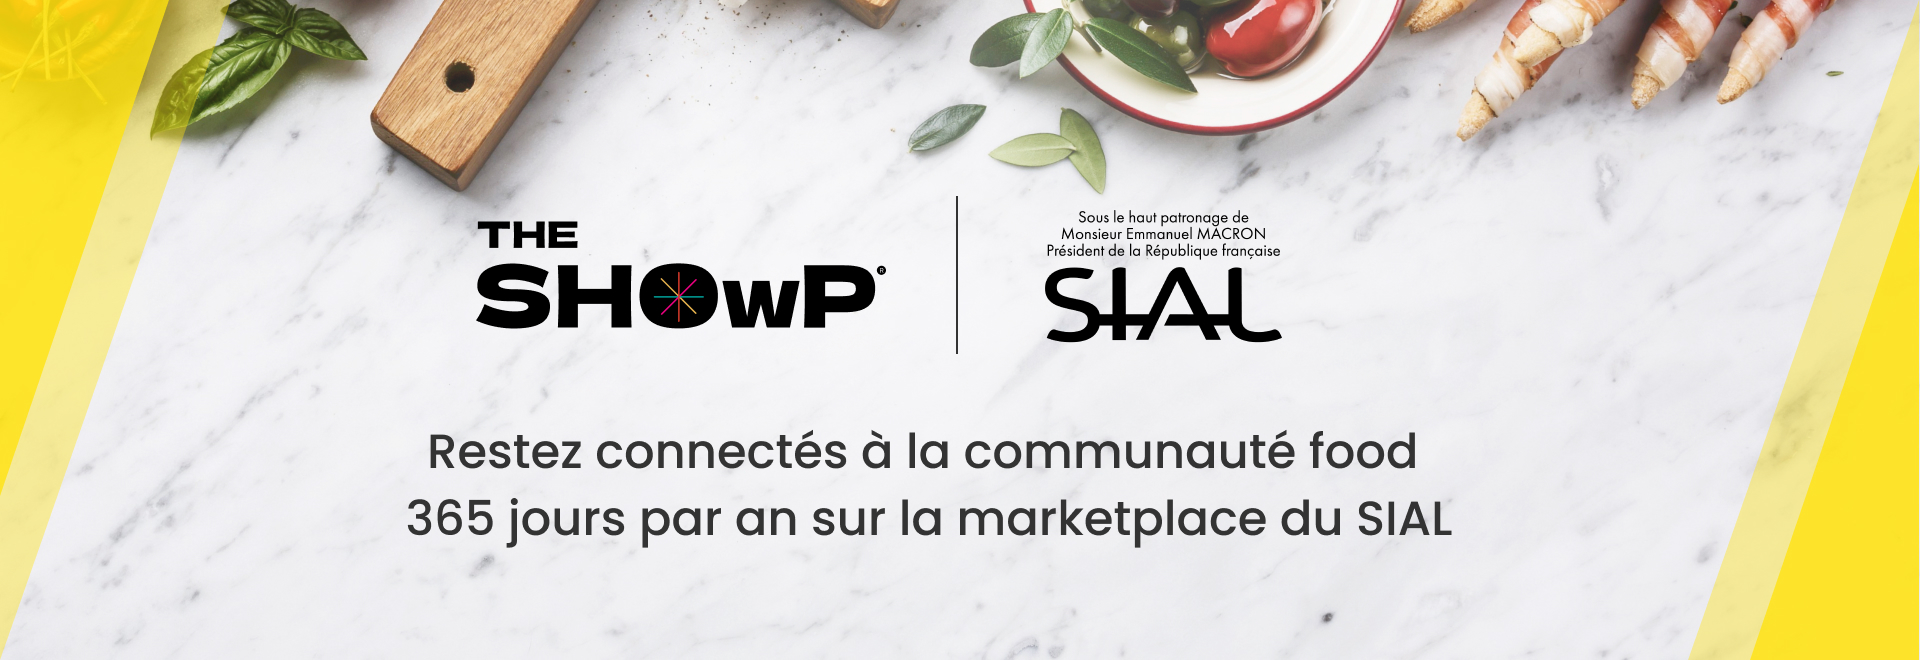 THE
SHOWP®
Sous le haut patronage de
Monsieur Emmanuel MACRON
Président de la République française
SIAL
Restez connectés à la communauté food
365 jours par an sur la marketplace du SIAL